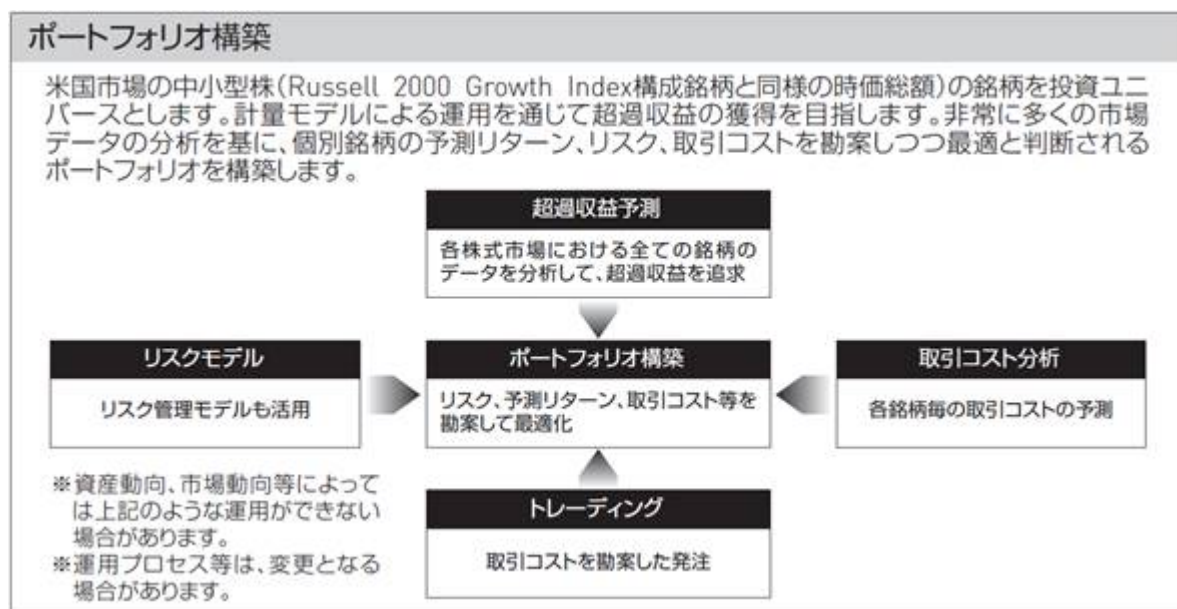 ポートフォリオ構築
米国市場の中小型株(Russell 2000 Growth Index構成銘柄と同様の時価総額)の銘柄を投資ユニ
バースとします。計量モデルによる運用を通じて超過収益の獲得を目指します。非常に多くの市場
データの分析を基に、個別銘柄の予測リターン、リスク、取引コストを勘案しつつ最適と判断される
ポートフォリオを構築します。
超過収益予測
各株式市場における全ての銘柄の
データを分析して、超過収益を追求
リスクモデル
リスク管理モデルも活用
ポートフォリオ構築
リスク、予測リターン、取引コスト等を
勘案して最適化
取引コスト分析
各銘柄毎の取引コストの予測
トレーディング
取引コストを勘案した発注
※資産動向、市場動向等によって
は上記のような運用ができない
場合があります。
※運用プロセス等は、変更となる
場合があります。